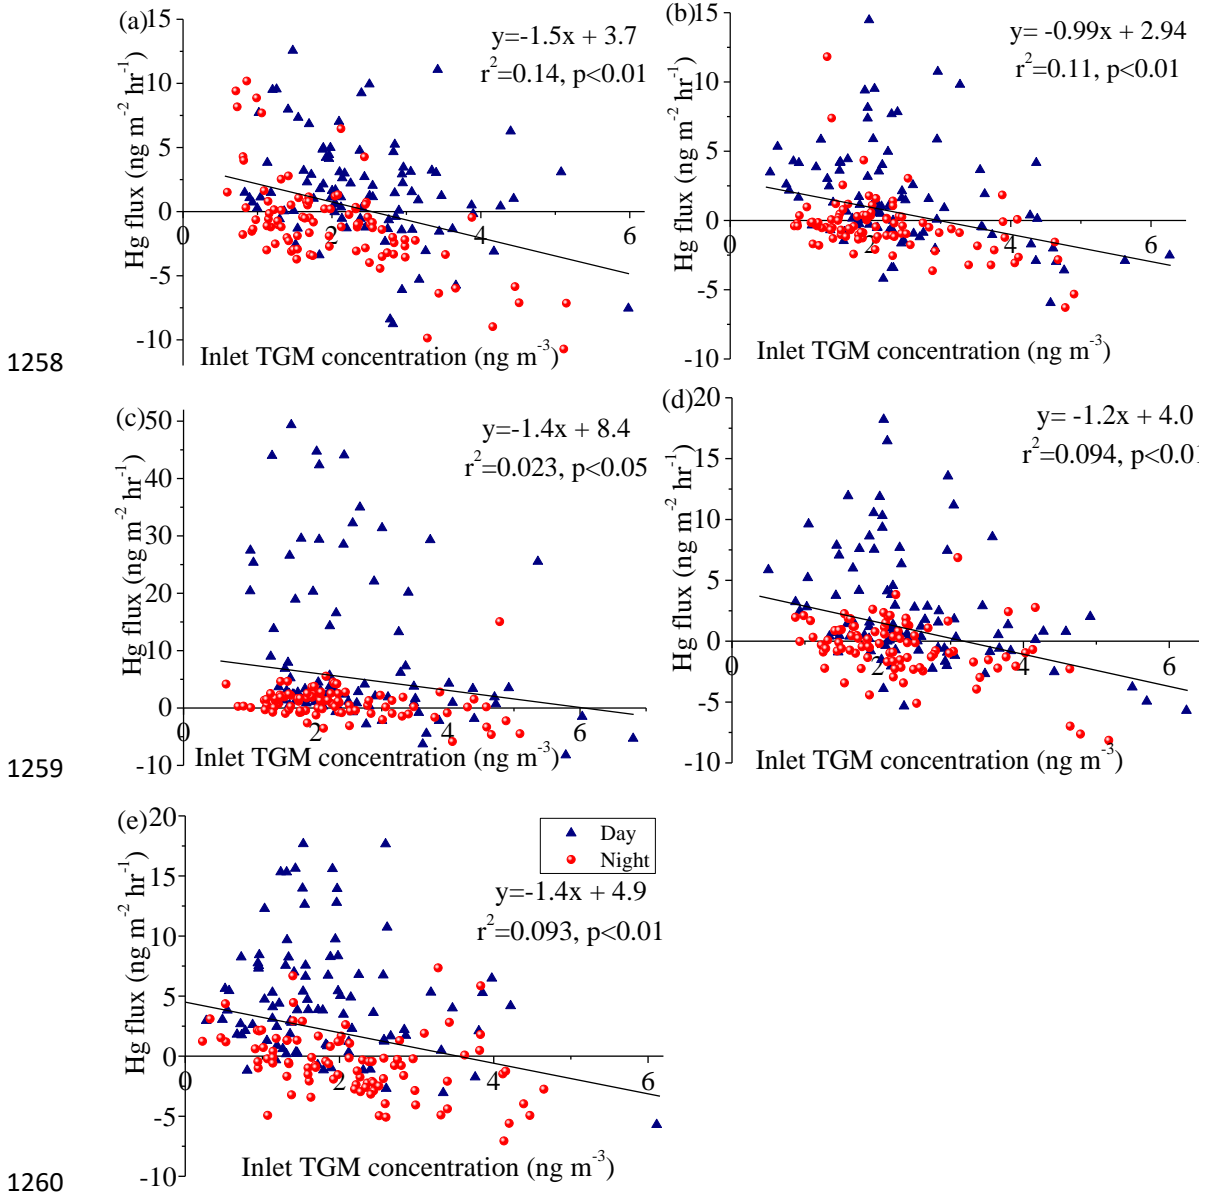 (a)
15
10
5
0
-5
-10
0
2
4
6
Hg flux (ng m-2 hr-1)
y=-1.5x + 3.7
r2=0.14, p<0.01
Inlet TGM concentration (ng m-3)
(b)
15
10
5
0
-5
-10
0
2
4
6
Hg flux (ng m-2 hr-1)
y= -0.99x + 2.94
r2=0.11, p<0.01
Inlet TGM concentration (ng m-3)
1258
(c)
50
40
30
20
10
0
-10
0
2
4
6
Hg flux (ng m-2 hr-1)
y=-1.4x + 8.4
r2=0.023, p<0.05
Inlet TGM concentration (ng m-3)
(d)
20
15
10
5
0
-5
-10
0
2
4
6
Hg flux (ng m-2 hr-1)
y= -1.2x + 4.0
r2=0.094, p<0.01
Inlet TGM concentration (ng m-3)
1259
(e)
20
15
10
5
0
-5
-10
0
2
4
6
Hg flux (ng m-2 hr-1)
Day
Night
y=-1.4x + 4.9
r2=0.093, p<0.01
Inlet TGM concentration (ng m-3)
1260